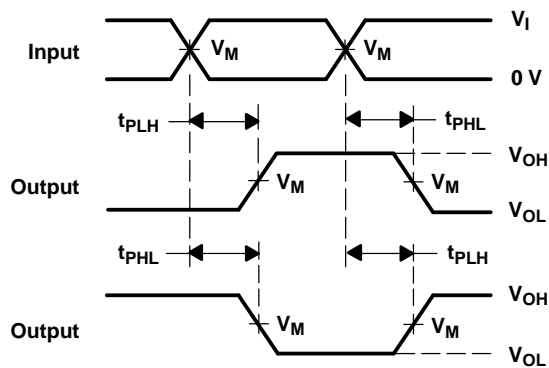 V_I
Input
V_M
V_M
0 V
t_PLH
t_PHL
V_OH
Output
V_M
V_M
V_OL
t_PHL
t_PLH
V_OH
Output
V_M
V_M
V_OL